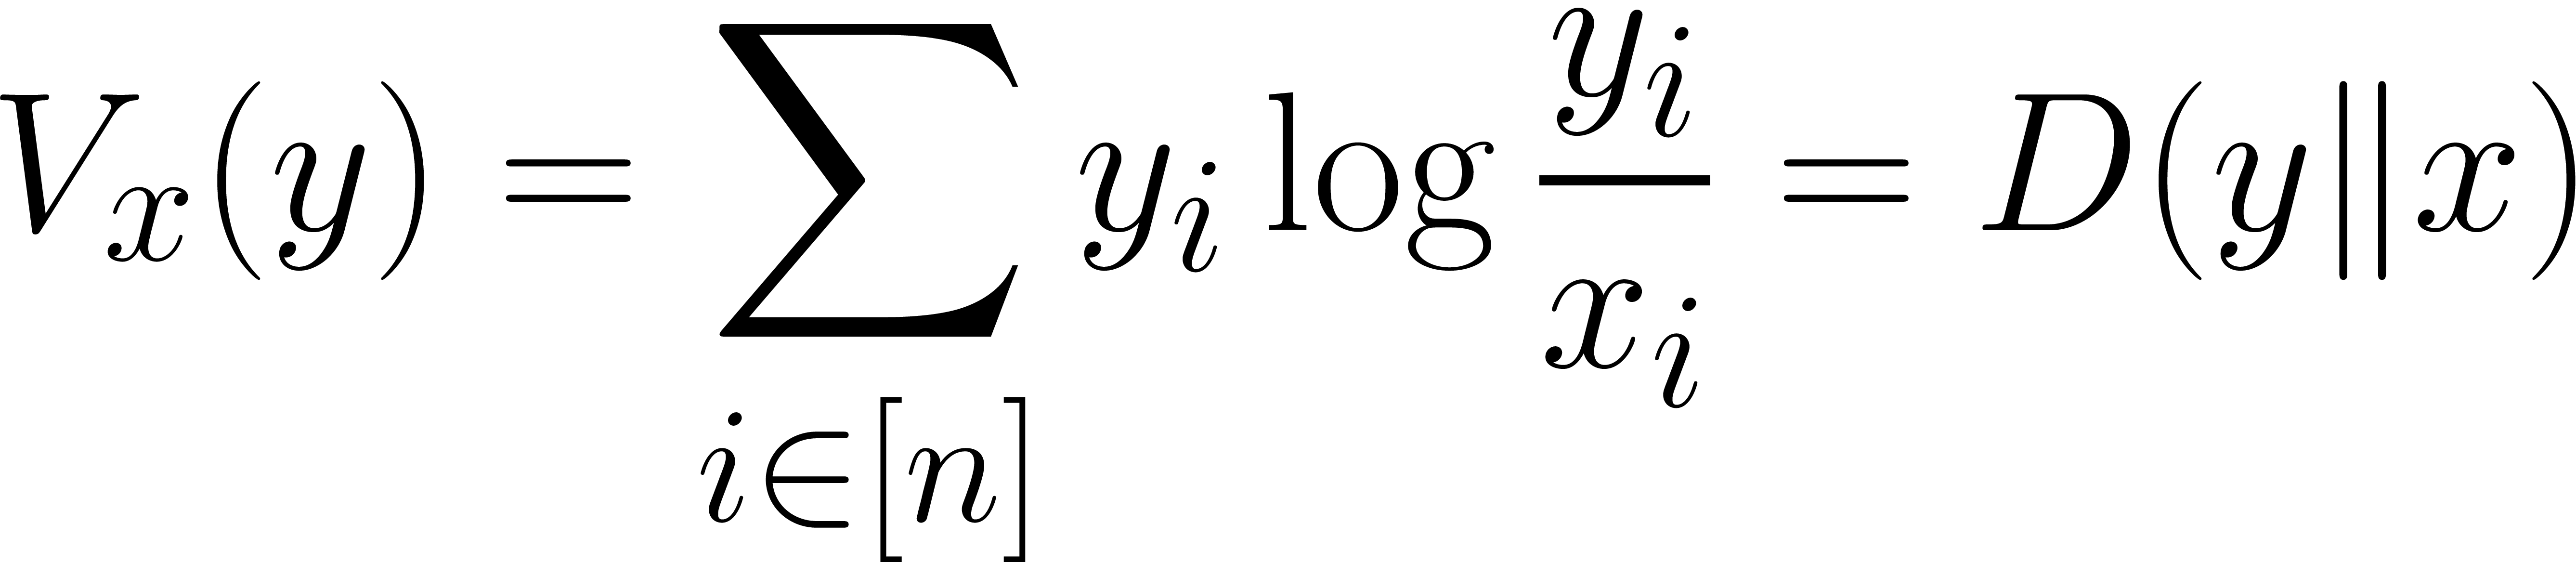 V_x(y) = \sum_{i \in [n]} y_i \log \frac{y_i}{x_i} = D(y \| x)